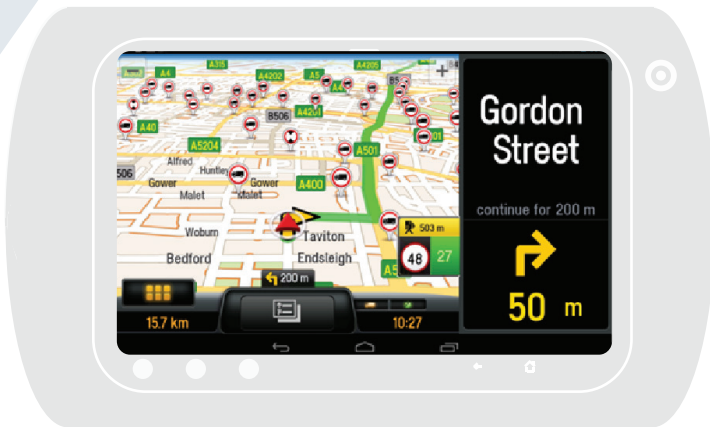 A315
A4
A4202
A5
A4205
B5
A4201
B506
A40
A5204
A501
01
506
Alfred
Huntley
Gower
Gower
A400
Malet
Malet
Woburn
Taviton
Bedford
Endsleigh
503 m
48
27
A5
200 m
15.7 km
10:27
Gordon
Street
continue for 200 m
50 m